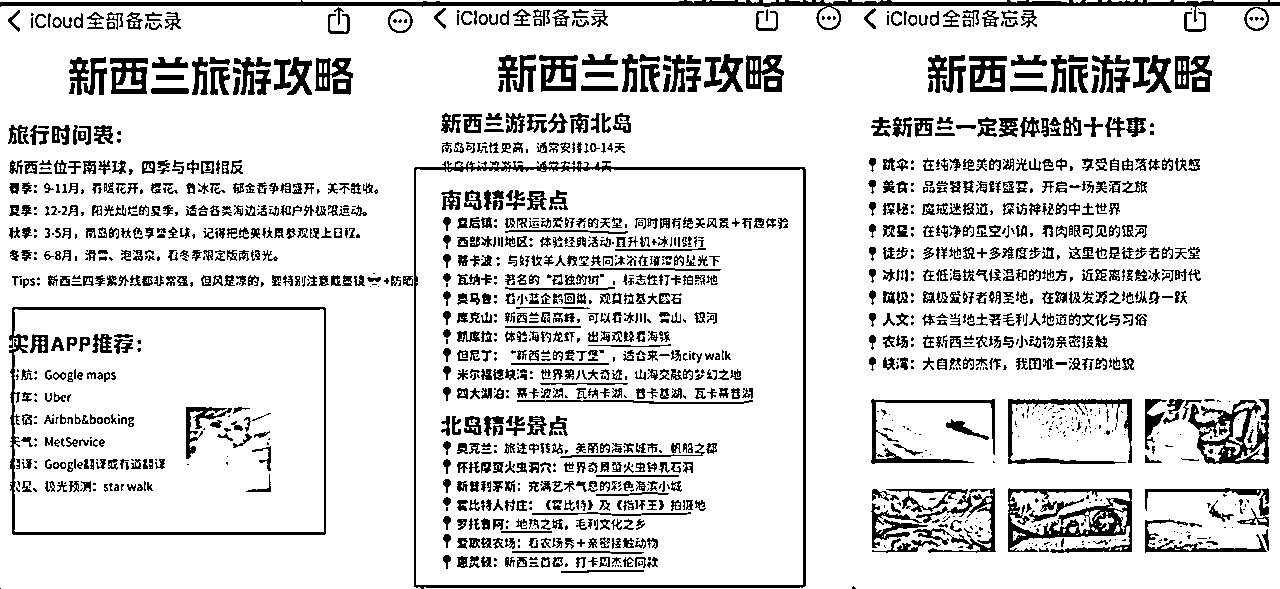 iCloud全部备忘录
新西兰旅游攻略
旅行时间表:
新西兰位于南半球，四季与中国相反
春季：9-11月，春暖花开，樱花、鲁冰花、郁金香争相盛开，美不胜收。
夏季：12-2月，阳光灿烂的夏季，适合各类海边活动和户外极限运动。
秋季：3-5月，南岛的秋色享誉全球，记得把绝美秋景参观提上日程。
冬季：6-8月，滑雪、泡温泉，看冬季限定版南极光。
Tips：新西兰四季紫外线都非常强，但风是凉的，要特别注意戴墨镜🕶+防晒
实用APP推荐:
导航：Google maps
打车：Uber
住宿：Airbnb&booking
天气：MetService
翻译：Google翻译或有道翻译
观星、极光预测：star walk
iCloud全部备忘录
新西兰旅游攻略
新西兰游玩分南北岛
南岛可玩性更高，通常安排10-14天
北岛作过渡游玩，通常安排2-4天
南岛精华景点
皇后镇：极限运动爱好者的天堂，同时拥有绝美风景＋有趣体验
西部冰川地区：体验经典活动-直升机+冰川健行
蒂卡波：与好牧羊人教堂共同沐浴在璀璨的星光下
瓦纳卡：著名的“孤独的树”，标志性打卡拍照地
奥马鲁：看小蓝企鹅回巢，观莫拉基大圆石
库克山：新西兰最高峰，可以看冰川、雪山、银河
凯库拉：体验海钓龙虾，出海观鲸看海豚
但尼丁：“新西兰的爱丁堡”，适合来一场city walk
米尔福德峡湾：世界第八大奇迹，山海交融的梦幻之地
四大湖泊：蒂卡波湖、瓦纳卡湖、普卡基湖、瓦卡蒂普湖
北岛精华景点
奥克兰：旅途中转站，美丽的海滨城市、帆船之都
怀托摩萤火虫洞穴：世界奇景萤火虫钟乳石洞
新普利茅斯：充满艺术气息的彩色海滨小城
霍比特人村庄：《霍比特》及《指环王》拍摄地
罗托鲁阿：地热之城，毛利文化之乡
爱歌顿农场：看农场秀＋亲密接触动物
惠灵顿：新西兰首都，打卡周杰伦同款
iCloud全部备忘录
新西兰旅游攻略
去新西兰一定要体验的十件事:
跳伞：在纯净绝美的湖光山色中，享受自由落体的快感
美食：品尝饕餮海鲜盛宴，开启一场美酒之旅
探秘：魔戒迷报道，探访神秘的中土世界
观星：在纯净的星空小镇，看肉眼可见的银河
徒步：多样地貌＋多难度步道，这里也是徒步者的天堂
冰川：在低海拔气候温和的地方，近距离接触冰河时代
蹦极：蹦极爱好者朝圣地，在蹦极发源之地纵身一跃
人文：体会当地土著毛利人地道的文化与习俗
农场：在新西兰农场与小动物亲密接触
峡湾：大自然的杰作，我国唯一没有的地貌